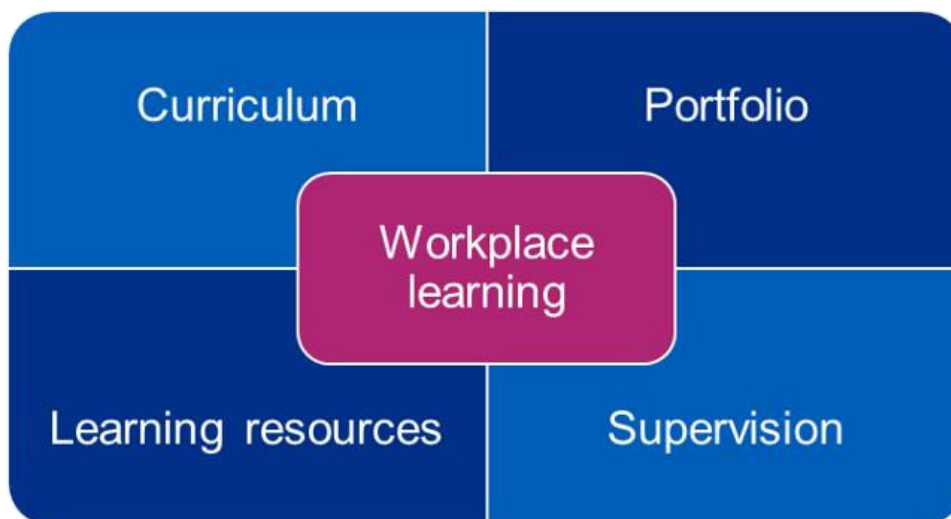 Curriculum
Portfolio
Workplace
learning
Learning resources
Supervision